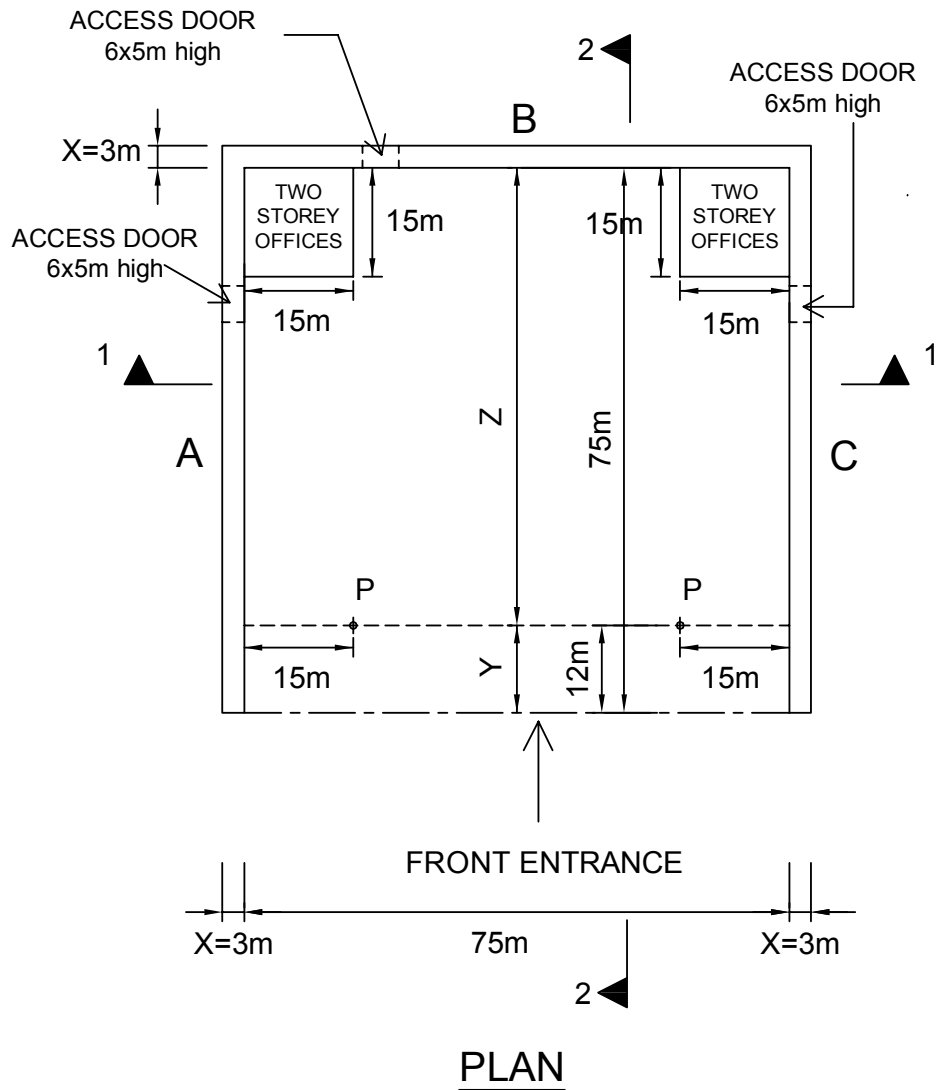 ACCESS DOOR
6x5m high
2
ACCESS DOOR
6x5m high
B
X=3m
TWO
STOREY
OFFICES
15m
15m
TWO
STOREY
OFFICES
ACCESS DOOR
6x5m high
15m
15m
1
1
Z
75m
A
C
P
P
15m
Y
12m
15m
FRONT ENTRANCE
X=3m
75m
X=3m
2
PLAN